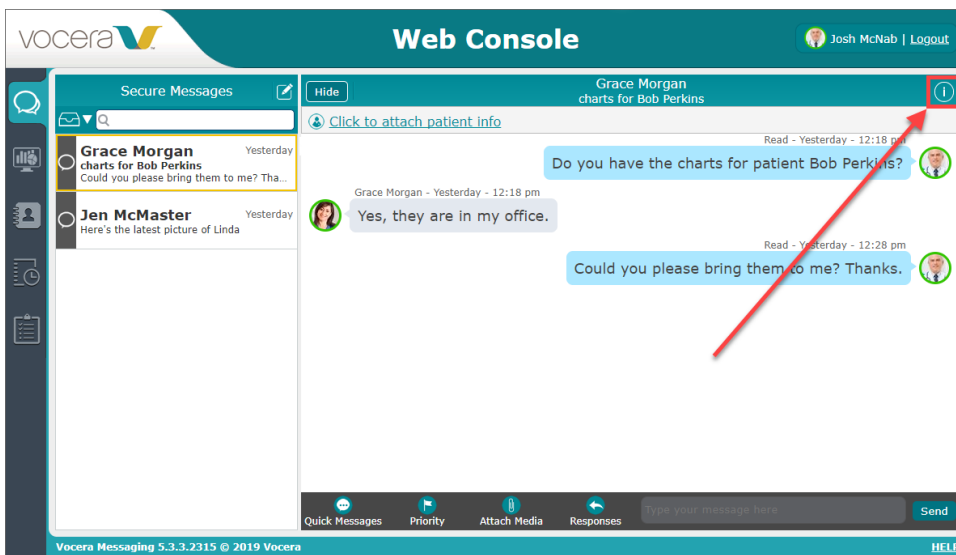 vocera
Web Console
Josh McNab | Logout
Secure Messages
Hide
Grace Morgan
charts for Bob Perkins
Click to attach patient info
Grace Morgan
Yesterday
charts for Bob Perkins
Could you please bring them to me? Tha...
Jen McMaster
Yesterday
Here's the latest picture of Linda
Read - Yesterday - 12:18 pm
Do you have the charts for patient Bob Perkins?
Grace Morgan - Yesterday - 12:18 pm
Yes, they are in my office.
Read - Yesterday - 12:28 pm
Could you please bring them to me? Thanks.
Quick Messages
Priority
Attach Media
Responses
Type your message here
Send
Vocera Messaging 5.3.3.2315 © 2019 Vocera
HELP